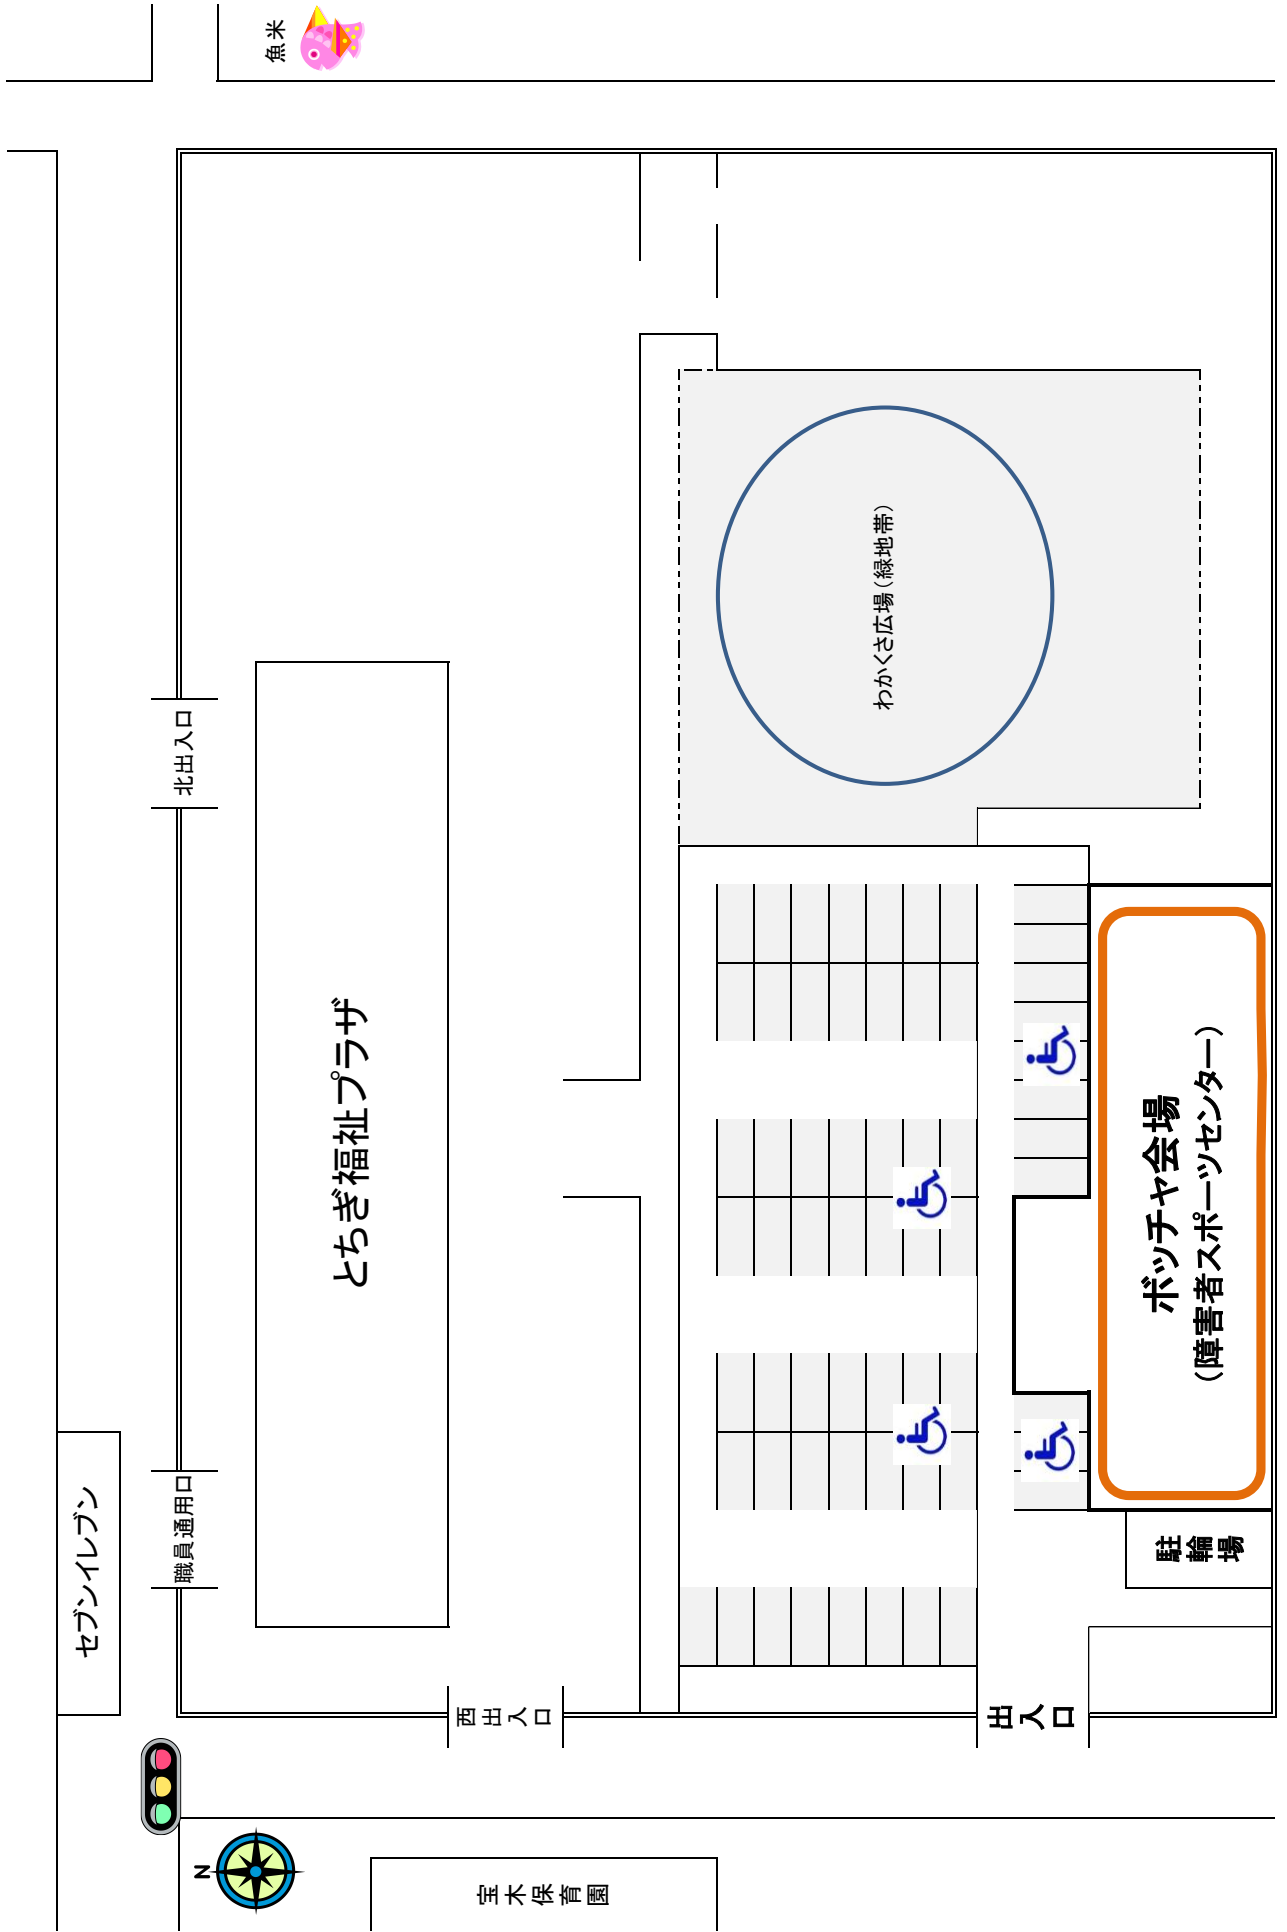 魚米
北出入口
わかくさ広場（緑地帯）
とちぎ福祉プラザ
ボッチャ会場
（障害者スポーツセンター）
セブンイレブン
職員通用口
駐輪場
西出入口
出入口
N
宝木保育園